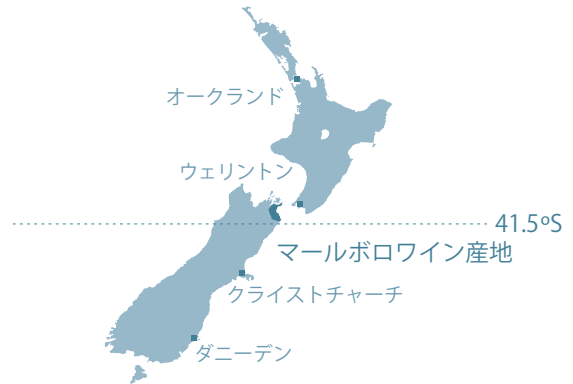 オークランド
ウェリントン
41.5ºS
マールボロワイン産地
クライストチャーチ
ダニーデン